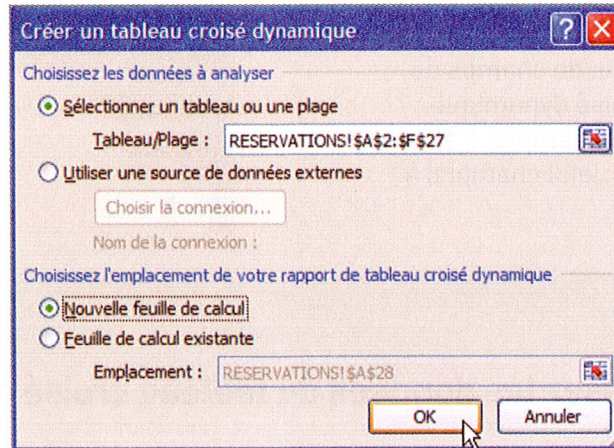 Créer un tableau croisé dynamique
Choisissez les données à analyser
Sélectionner un tableau ou une plage
Tableau/Plage : RESERVATIONS!$A$2:$F$27
Utiliser une source de données externes
Choisir la connexion...
Nom de la connexion :
Choisissez l'emplacement de votre rapport de tableau croisé dynamique
Nouvelle feuille de calcul
Feuille de calcul existante
Emplacement : RESERVATIONS!$A$28
OK Annuler